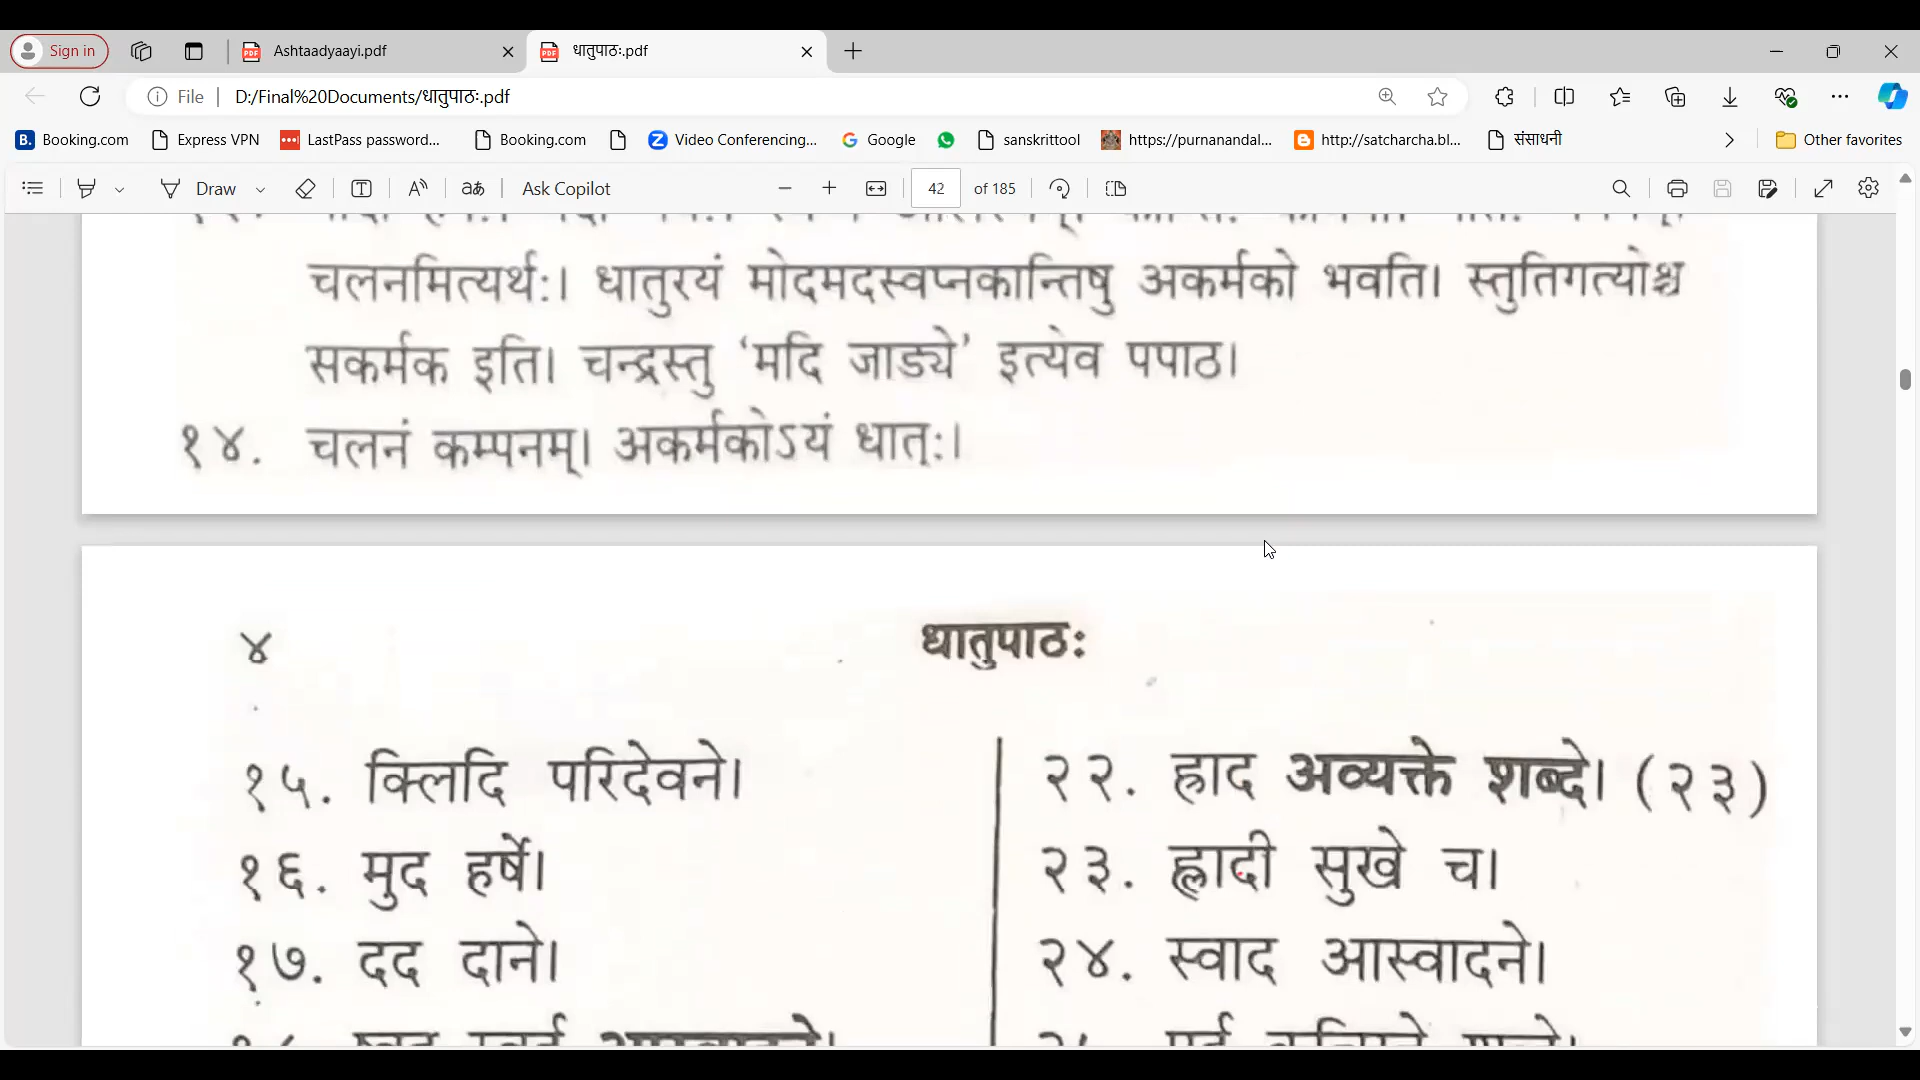 Sign in
Ashtaadyaayi.pdf
धातुपाठः.pdf
File
D:/Final%20Documents/धातुपाठः.pdf
Booking.com
Express VPN
LastPass password...
Booking.com
Video Conferencing...
Google
sanskrittool
https://purnanandal...
http://satcharcha.bl...
संसाधनी
Other favorites
Draw
Ask Copilot
42 of 185
चलनमित्यर्थः। धातुरयं मोदमदस्वप्नकान्तिषु अकर्मको भवति। स्तुतिगत्योश्च
सकर्मक इति। चन्द्रस्तु ‘मदि जाड्ये’ इत्येव पपाठ।
१४. चलनं कम्पनम्। अकर्मकोऽयं धातुः।
४
धातुपाठः
१५. क्लिदि परिदेवने।
१६. मुद हर्षे।
१७. दद दाने।
२२. ह्राद अव्यक्ते शब्दे। (२३)
२३. ह्लादी सुखे च।
२४. स्वाद आस्वादने।